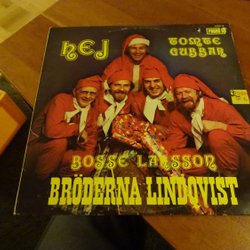 HEJ
TOMTE
GUBBAR
BOSSE LARSSON
BRÖDERNA LINDQVIST